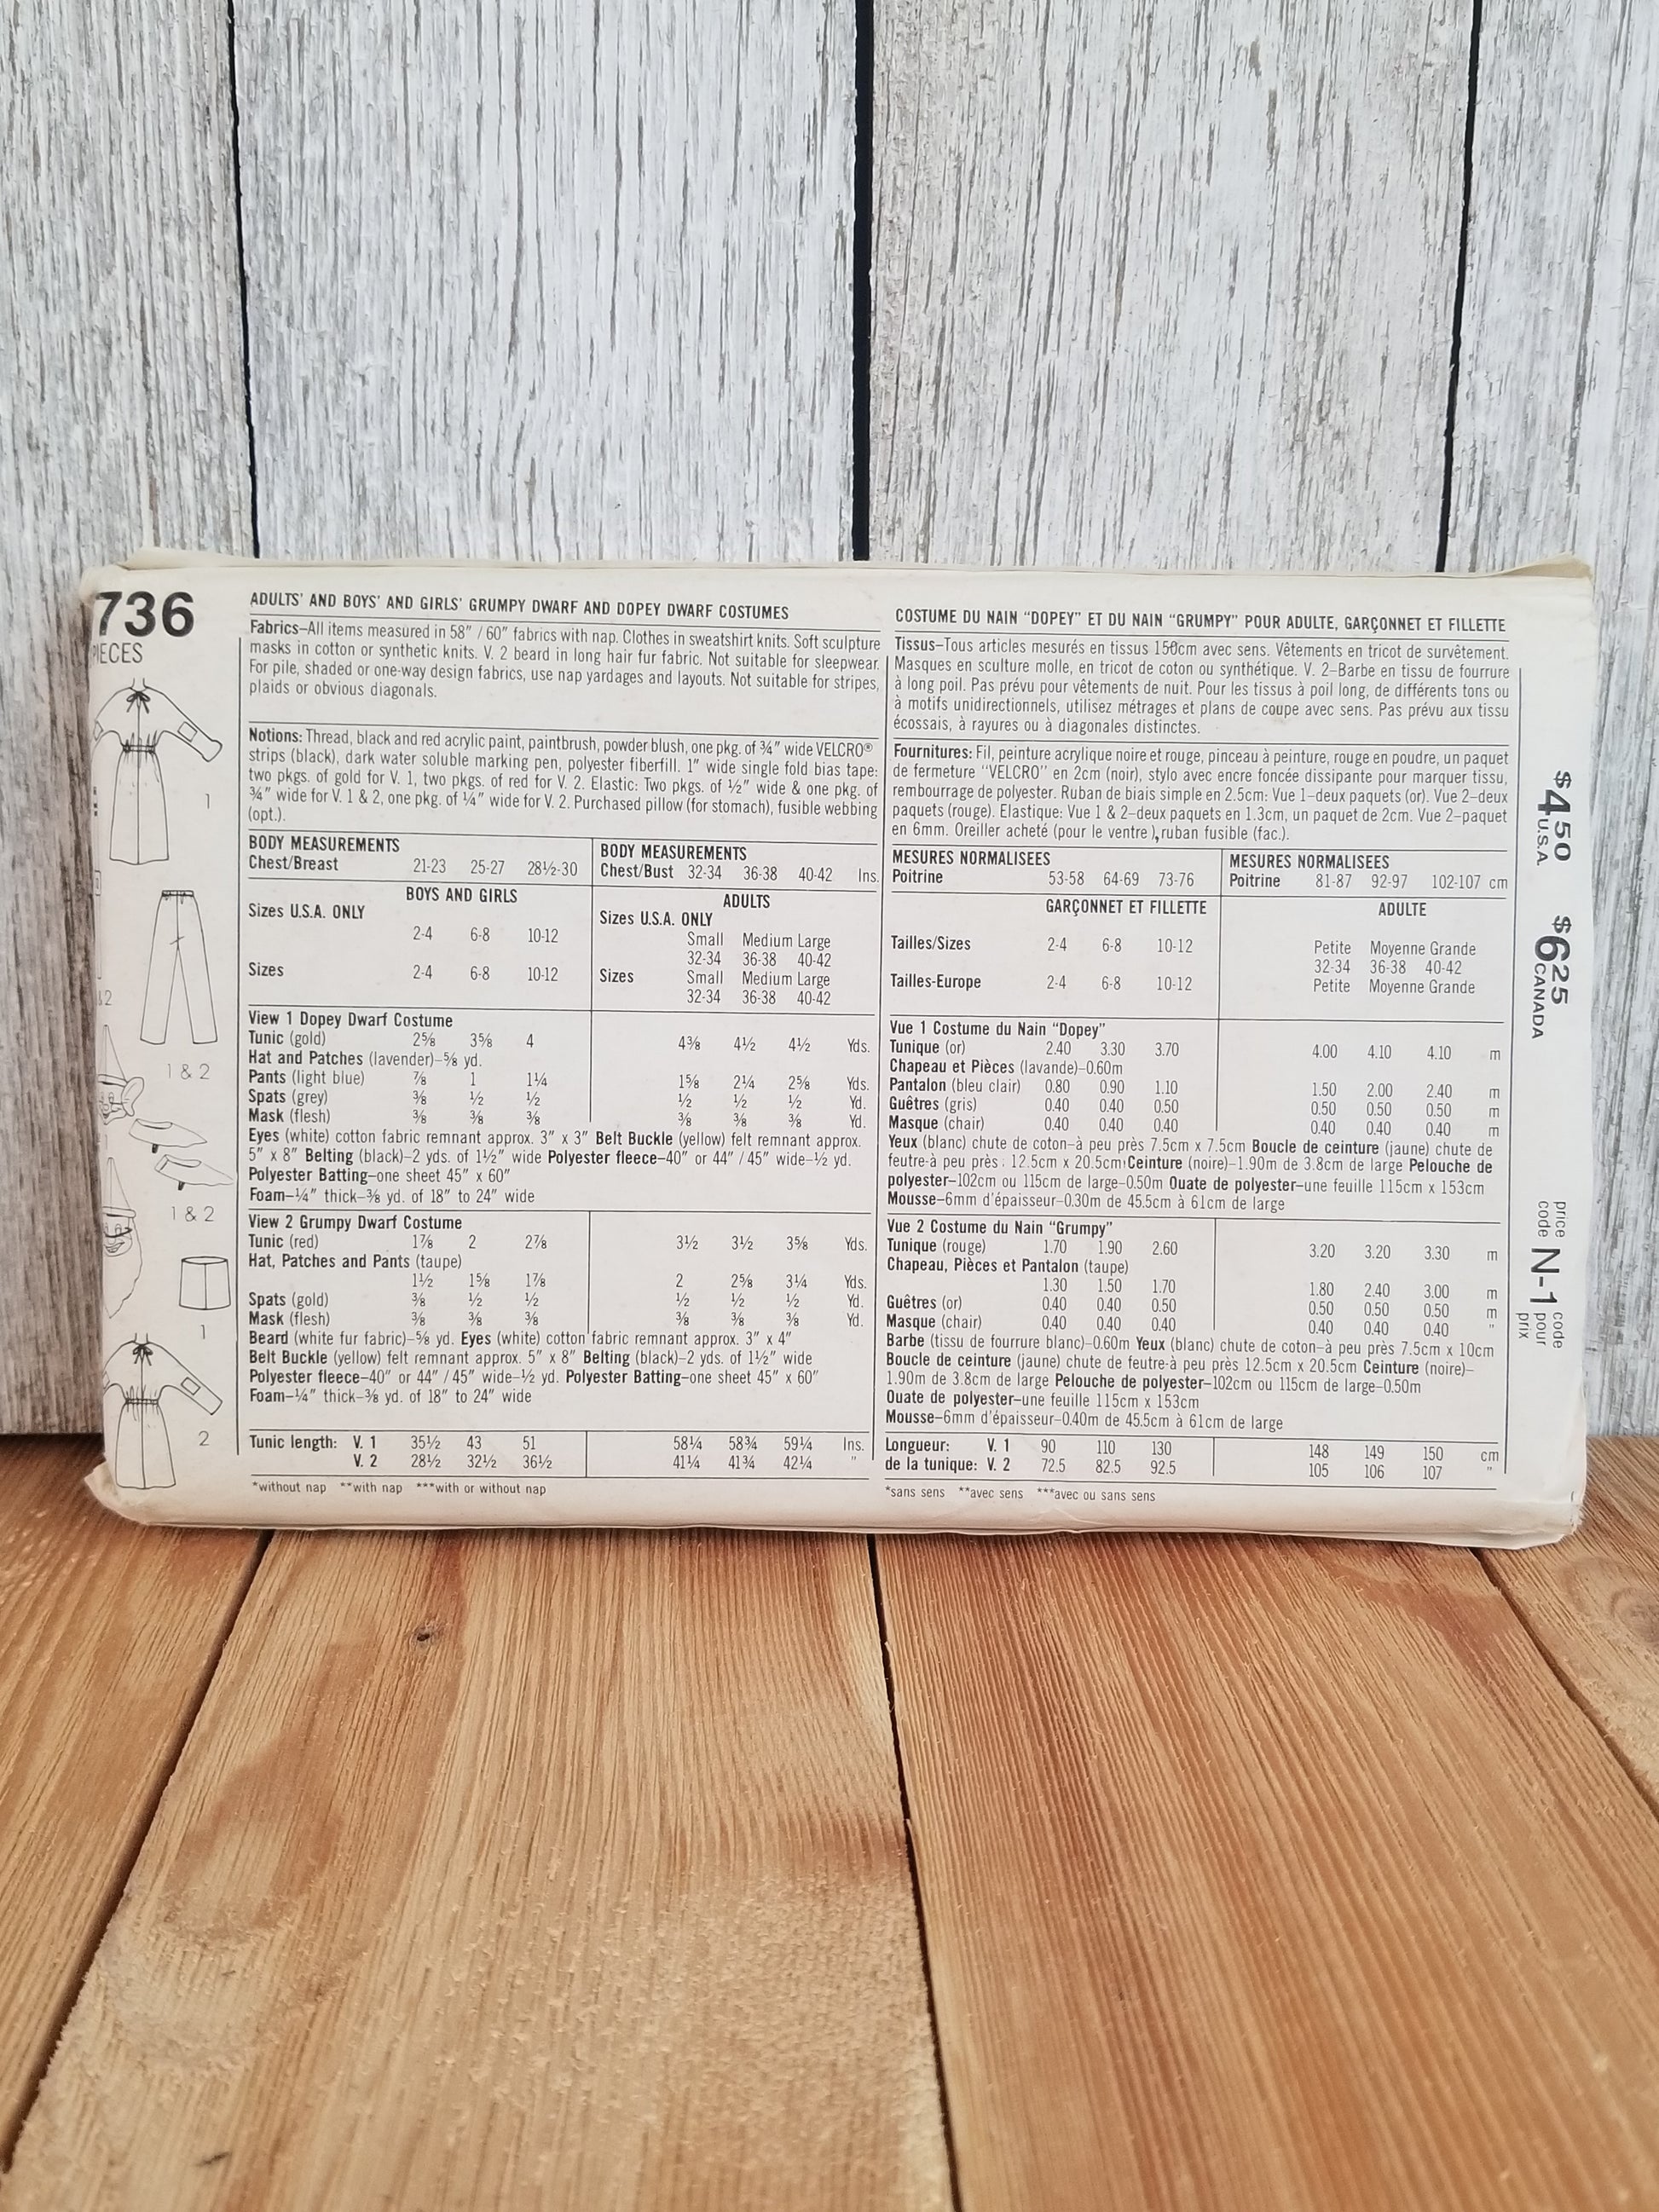 736
PIECES
1
1 & 2
&2
1 & 2
1
2
ADULTS' AND BOYS' AND GIRLS' GRUMPY DWARF AND DOPEY DWARF COSTUMES
Fabrics–All items measured in 58" / 60" fabrics with nap. Clothes in sweatshirt knits. Soft sculpture
masks in cotton or synthetic knits. V. 2 beard in long hair fur fabric. Not suitable for sleepwear.
For pile, shaded or one-way design fabrics, use nap yardages and layouts. Not suitable for stripes,
plaids or obvious diagonals.
Notions: Thread, black and red acrylic paint, paintbrush, powder blush, one pkg. of ¾" wide VELCRO®
strips (black), dark water soluble marking pen, polyester fiberfill. 1" wide single fold bias tape:
two pkgs. of gold for V. 1, two pkgs. of red for V. 2. Elastic: Two pkgs. of ½" wide & one pkg. of
¾" wide for V. 1 & 2, one pkg. of ¼" wide for V. 2. Purchased pillow (for stomach), fusible webbing
(opt.).
BODY MEASUREMENTS BODY MEASUREMENTS
Chest/Breast 21-23 25-27 28½-30 Chest/Bust 32-34 36-38 40-42 Ins.
BOYS AND GIRLS ADULTS
Sizes U.S.A. ONLY Sizes U.S.A. ONLY
2-4 6-8 10-12 Small Medium Large
32-34 36-38 40-42
Sizes 2-4 6-8 10-12 Sizes Small Medium Large
32-34 36-38 40-42
View 1 Dopey Dwarf Costume
Tunic (gold) 2⅝ 3⅝ 4 4⅜ 4½ 4½ Yds.
Hat and Patches (lavender)–⅝ yd.
Pants (light blue) ⅞ 1 1¼ 1⅝ 2¼ 2⅝ Yds.
Spats (grey) ⅜ ½ ½ ½ ½ ½ Yd.
Mask (flesh) ⅜ ⅜ ⅜ ⅜ ⅜ ⅜ Yd.
Eyes (white) cotton fabric remnant approx. 3" x 3" Belt Buckle (yellow) felt remnant approx.
5" x 8" Belting (black)–2 yds. of 1½" wide Polyester fleece–40" or 44" / 45" wide–½ yd.
Polyester Batting–one sheet 45" x 60"
Foam–¼" thick–⅜ yd. of 18" to 24" wide
View 2 Grumpy Dwarf Costume
Tunic (red) 1⅞ 2 2⅞ 3½ 3½ 3⅝ Yds.
Hat, Patches and Pants (taupe)
1½ 1⅝ 1⅞ 2 2⅝ 3¼ Yds.
Spats (gold) ⅜ ½ ½ ½ ½ ½ Yd.
Mask (flesh) ⅜ ⅜ ⅜ ⅜ ⅜ ⅜ Yd.
Beard (white fur fabric)–⅝ yd. Eyes (white) cotton fabric remnant approx. 3" x 4"
Belt Buckle (yellow) felt remnant approx. 5" x 8" Belting (black)–2 yds. of 1½" wide
Polyester fleece–40" or 44" / 45" wide–½ yd. Polyester Batting–one sheet 45" x 60"
Foam–¼" thick–⅜ yd. of 18" to 24" wide
Tunic length: V. 1 35½ 43 51 58¼ 58¾ 59¼ Ins.
V. 2 28½ 32½ 36½ 41¼ 41¾ 42¼ "
*without nap **with nap ***with or without nap
COSTUME DU NAIN "DOPEY" ET DU NAIN "GRUMPY" POUR ADULTE, GARÇONNET ET FILLETTE
Tissus–Tous articles mesurés en tissus 150cm avec sens. Vêtements en tricot de survêtement.
Masques en sculpture molle, en tricot de coton ou synthétique. V. 2–Barbe en tissu de fourrure
à long poil. Pas prévu pour vêtements de nuit. Pour les tissus à poil long, de différents tons ou
à motifs unidirectionnels, utilisez métrages et plans de coupe avec sens. Pas prévu aux tissu
écossais, à rayures ou à diagonales distinctes.
Fournitures: Fil, peinture acrylique noire et rouge, pinceau à peinture, rouge en poudre, un paquet
de fermeture "VELCRO" en 2cm (noir), stylo avec encre foncée dissipante pour marquer tissu,
rembourrage de polyester. Ruban de biais simple en 2.5cm: Vue 1–deux paquets (or). Vue 2–deux
paquets (rouge). Elastique: Vue 1 & 2–deux paquets en 1.3cm, un paquet de 2cm. Vue 2–paquet
en 6mm. Oreiller acheté (pour le ventre), ruban fusible (fac.).
MESURES NORMALISEES MESURES NORMALISEES
Poitrine 53-58 64-69 73-76 Poitrine 81-87 92-97 102-107 cm
GARÇONNET ET FILLETTE ADULTE
Tailles/Sizes 2-4 6-8 10-12 Petite Moyenne Grande
32-34 36-38 40-42
Tailles-Europe 2-4 6-8 10-12 Petite Moyenne Grande
Vue 1 Costume du Nain "Dopey"
Tunique (or) 2.40 3.30 3.70 4.00 4.10 4.10 m
Chapeau et Pièces (lavande)–0.60m
Pantalon (bleu clair) 0.80 0.90 1.10 1.50 2.00 2.40 m
Guêtres (gris) 0.40 0.40 0.50 0.50 0.50 0.50 m
Masque (chair) 0.40 0.40 0.40 0.40 0.40 0.40 m
Yeux (blanc) chute de coton–à peu près 7.5cm x 7.5cm Boucle de ceinture (jaune) chute de
feutre-à peu près: 12.5cm x 20.5cm Ceinture (noire)–1.90m de 3.8cm de large Pelouche de
polyester–102cm ou 115cm de large–0.50m Ouate de polyester–une feuille 115cm x 153cm
Mousse–6mm d'épaisseur–0.30m de 45.5cm à 61cm de large
Vue 2 Costume du Nain "Grumpy"
Tunique (rouge) 1.70 1.90 2.60 3.20 3.20 3.30 m
Chapeau, Pièces et Pantalon (taupe)
1.30 1.50 1.70 1.80 2.40 3.00 m
Guêtres (or) 0.40 0.40 0.50 0.50 0.50 0.50 m
Masque (chair) 0.40 0.40 0.40 0.40 0.40 0.40 "
Barbe (tissu de fourrure blanc)–0.60m Yeux (blanc) chute de coton–à peu près 7.5cm x 10cm
Boucle de ceinture (jaune) chute de feutre-à peu près 12.5cm x 20.5cm Ceinture (noire)–
1.90m de 3.8cm de large Pelouche de polyester–102cm ou 115cm de large–0.50m
Ouate de polyester–une feuille 115cm x 153cm
Mousse–6mm d'épaisseur–0.40m de 45.5cm à 61cm de large
Longueur: V. 1 90 110 130 148 149 150 cm
de la tunique: V. 2 72.5 82.5 92.5 105 106 107 "
*sans sens **avec sens ***avec ou sans sens
$4.50 U.S.A.
$6.25 CANADA
price code N-1 code pour prix